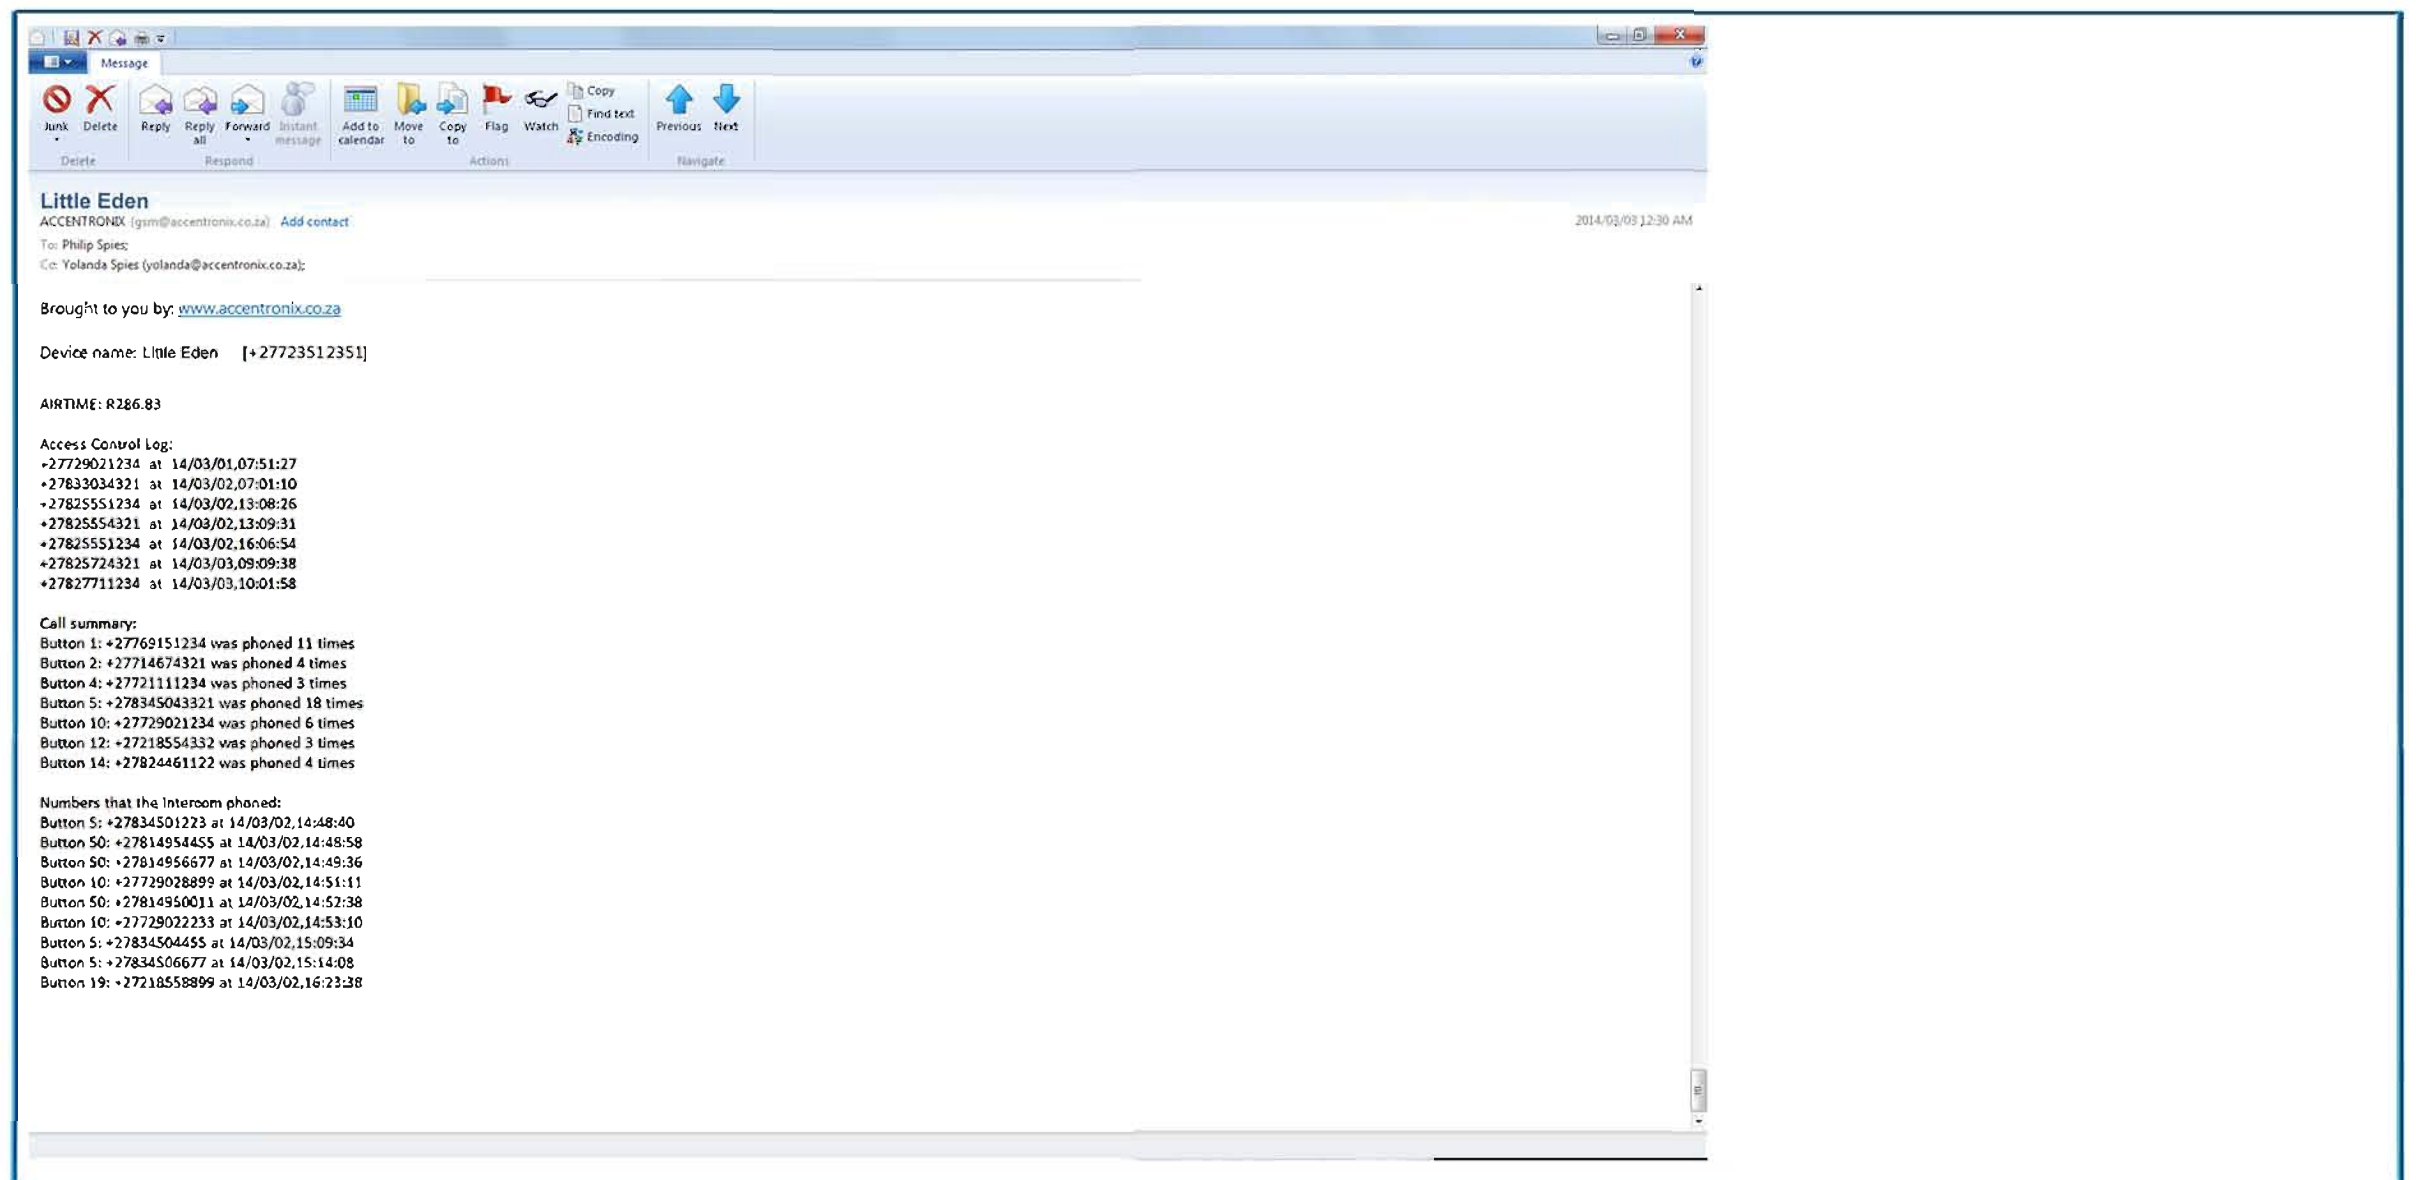 Message
Junk
Delete
Reply
Reply all
Forward
Instant message
Add to calendar
Move to
Copy to
Flag
Watch
Copy
Find text
Encoding
Previous
Next
Delete
Respond
Actions
Navigate
Little Eden
ACCENTRONIX (gsm@accentronix.co.za) Add contact
2014/03/03 12:30 AM
To: Philip Spies;
Cc: Yolanda Spies (yolanda@accentronix.co.za);
Brought to you by: www.accentronix.co.za
Device name: Little Eden [+27723512351]
AIRTIME: R286.83
Access Control Log:
+27729021234 at 14/03/01,07:51:27
+27833034321 at 14/03/02,07:01:10
+27825551234 at 14/03/02,13:08:26
+27825554321 at 14/03/02,13:09:31
+27825551234 at 14/03/02,16:06:54
+27825724321 at 14/03/03,09:09:38
+27827711234 at 14/03/03,10:01:58
Call summary:
Button 1: +27769151234 was phoned 11 times
Button 2: +27714674321 was phoned 4 times
Button 4: +27721111234 was phoned 3 times
Button 5: +278345043321 was phoned 18 times
Button 10: +27729021234 was phoned 6 times
Button 12: +27218554332 was phoned 3 times
Button 14: +27824461122 was phoned 4 times
Numbers that the Intercom phoned:
Button 5: +27834501223 at 14/03/02,14:48:40
Button 50: +27814954455 at 14/03/02,14:48:58
Button 50: +27814956677 at 14/03/02,14:49:36
Button 10: +27729028899 at 14/03/02,14:51:11
Button 50: +27814950011 at 14/03/02,14:52:38
Button 10: +27729022233 at 14/03/02,14:53:10
Button 5: +27834504455 at 14/03/02,15:09:34
Button 5: +27834506677 at 14/03/02,15:14:08
Button 19: +27218558899 at 14/03/02,16:23:38